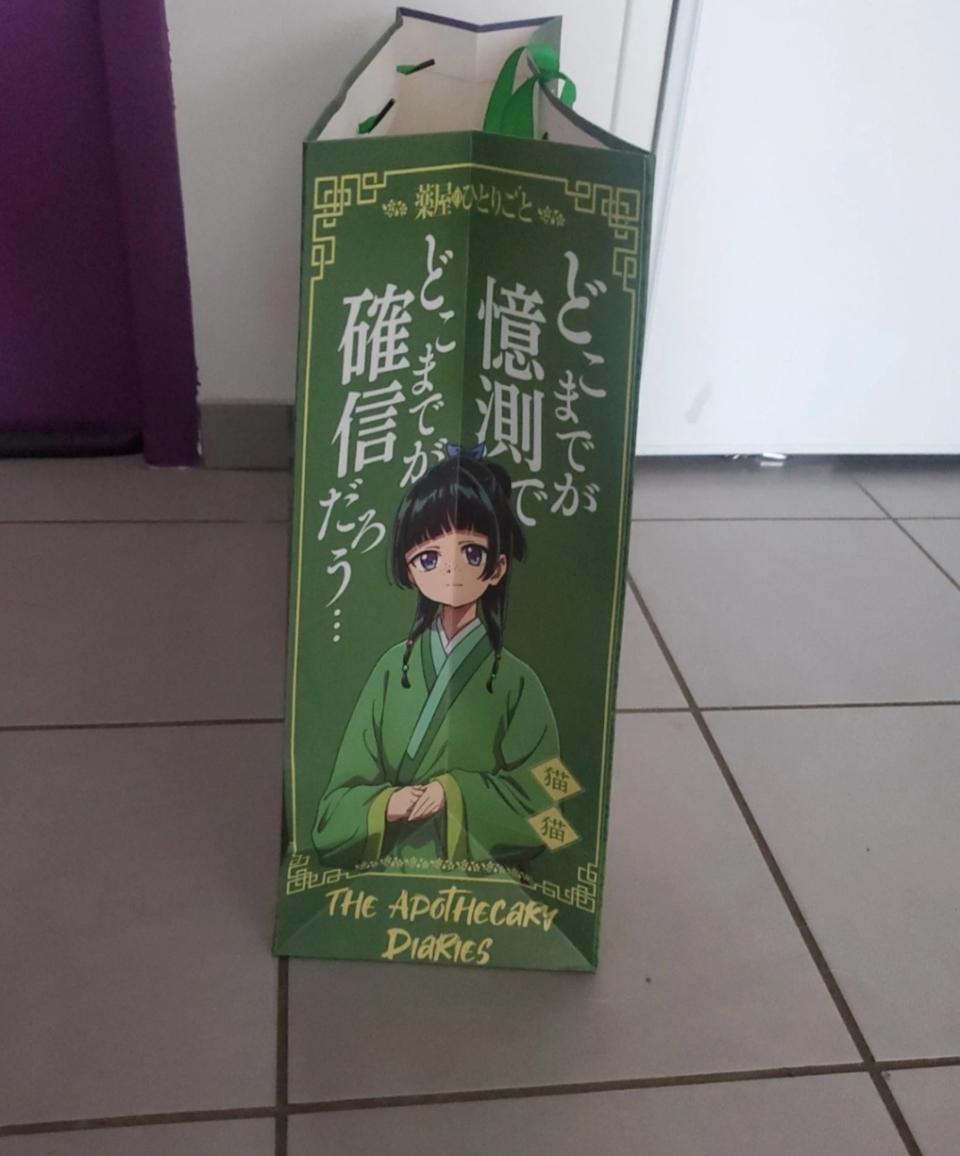 薬屋のひとりごと
どこまでが
憶測で
どこまでが
確信
だろう…
猫
猫
THE APOTHECARY
DIARIES